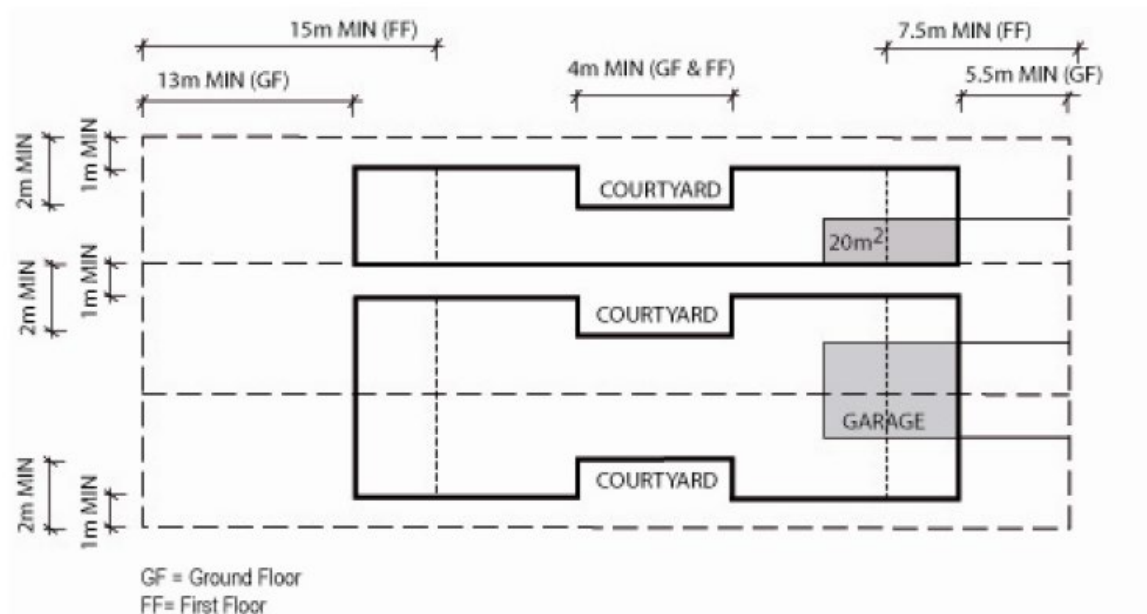 15m MIN (FF)
7.5m MIN (FF)
13m MIN (GF)
4m MIN (GF & FF)
5.5m MIN (GF)
2m MIN
1m MIN
COURTYARD
20m²
2m MIN
1m MIN
COURTYARD
GARAGE
2m MIN
1m MIN
COURTYARD
GF = Ground Floor
FF= First Floor